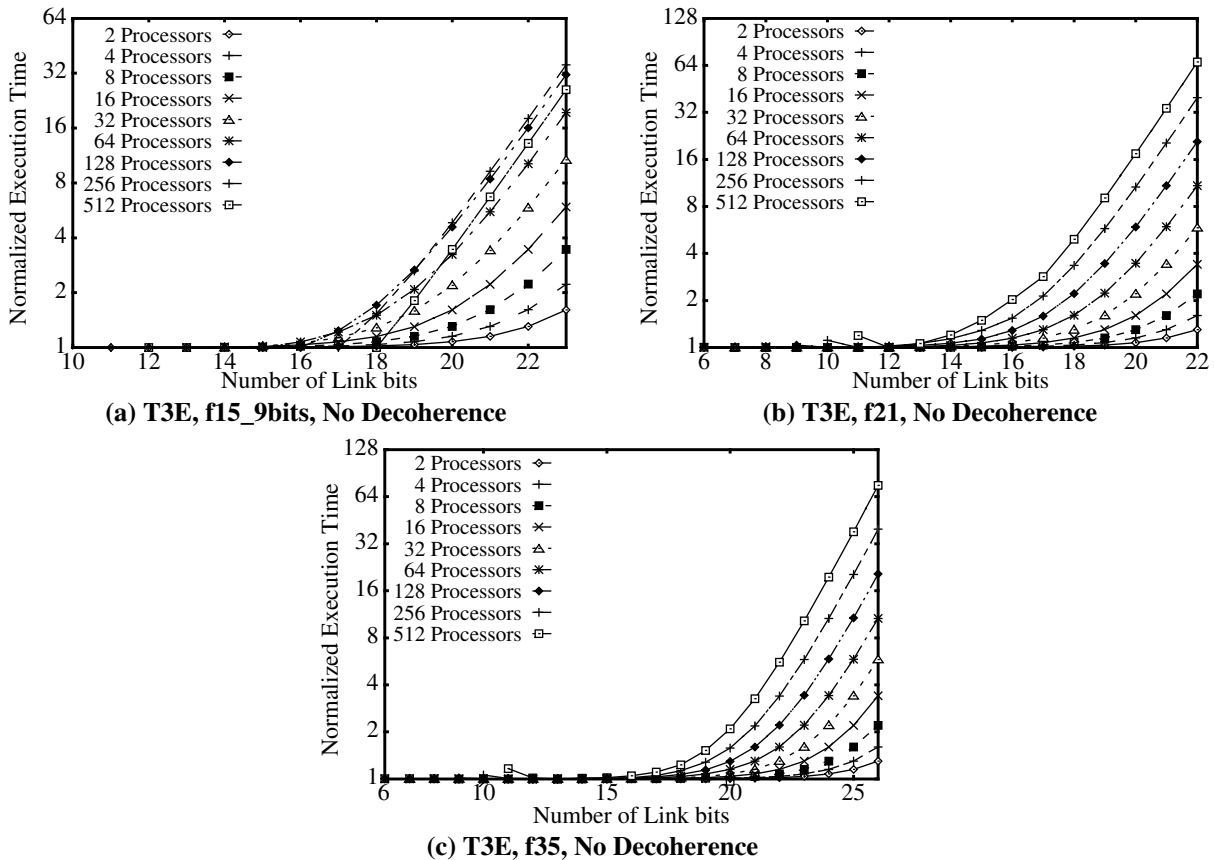 64
32
16
8
4
2
1
Normalized Execution Time
2 Processors
4 Processors
8 Processors
16 Processors
32 Processors
64 Processors
128 Processors
256 Processors
512 Processors
10 12 14 16 18 20 22
Number of Link bits
(a) T3E, f15_9bits, No Decoherence
128
64
32
16
8
4
2
1
Normalized Execution Time
2 Processors
4 Processors
8 Processors
16 Processors
32 Processors
64 Processors
128 Processors
256 Processors
512 Processors
6 8 10 12 14 16 18 20 22
Number of Link bits
(b) T3E, f21, No Decoherence
128
64
32
16
8
4
2
1
Normalized Execution Time
2 Processors
4 Processors
8 Processors
16 Processors
32 Processors
64 Processors
128 Processors
256 Processors
512 Processors
6 10 15 20 25
Number of Link bits
(c) T3E, f35, No Decoherence